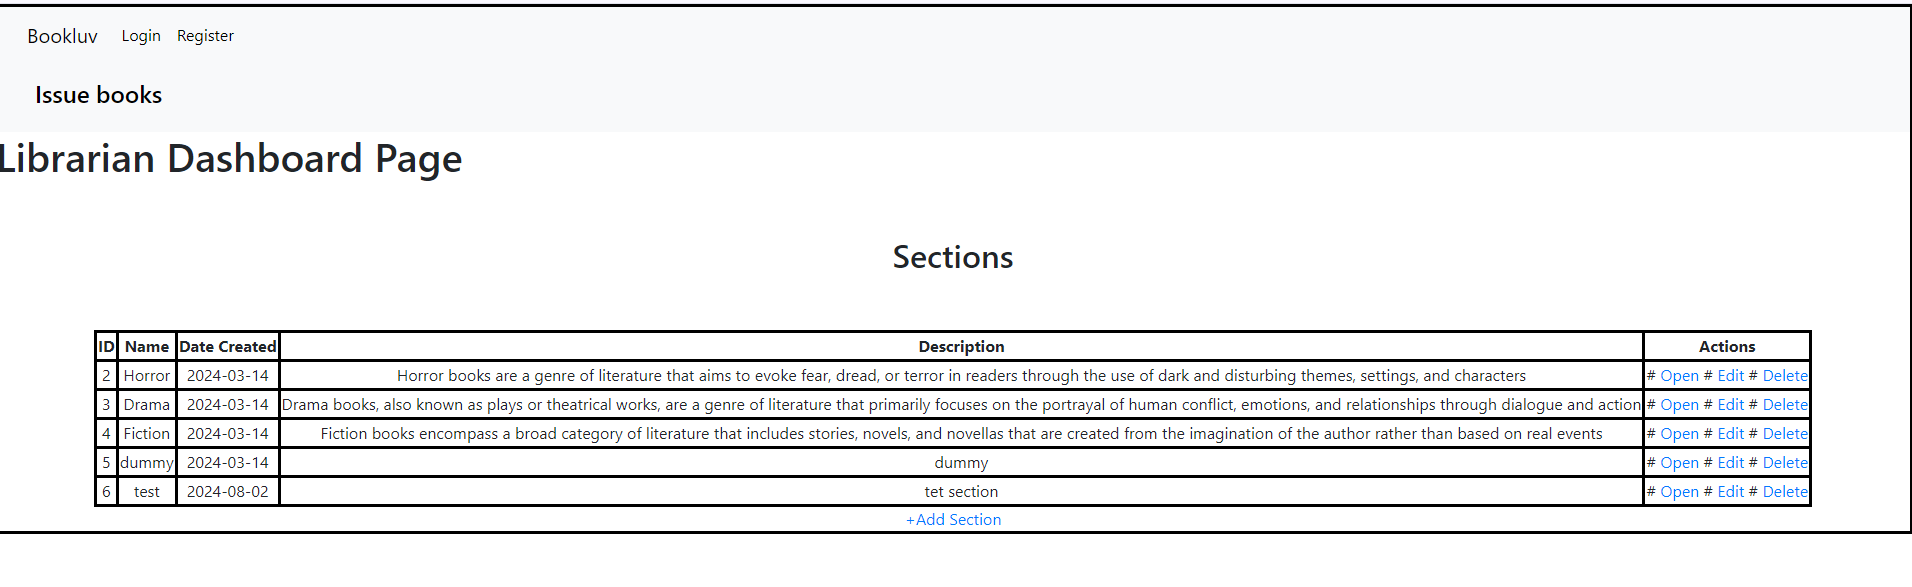 Bookluv Login Register
Issue books
Librarian Dashboard Page
Sections
ID Name Date Created Description Actions
2 Horror 2024-03-14 Horror books are a genre of literature that aims to evoke fear, dread, or terror in readers through the use of dark and disturbing themes, settings, and characters # Open # Edit # Delete
3 Drama 2024-03-14 Drama books, also known as plays or theatrical works, are a genre of literature that primarily focuses on the portrayal of human conflict, emotions, and relationships through dialogue and action # Open # Edit # Delete
4 Fiction 2024-03-14 Fiction books encompass a broad category of literature that includes stories, novels, and novellas that are created from the imagination of the author rather than based on real events # Open # Edit # Delete
5 dummy 2024-03-14 dummy # Open # Edit # Delete
6 test 2024-08-02 tet section # Open # Edit # Delete
+Add Section